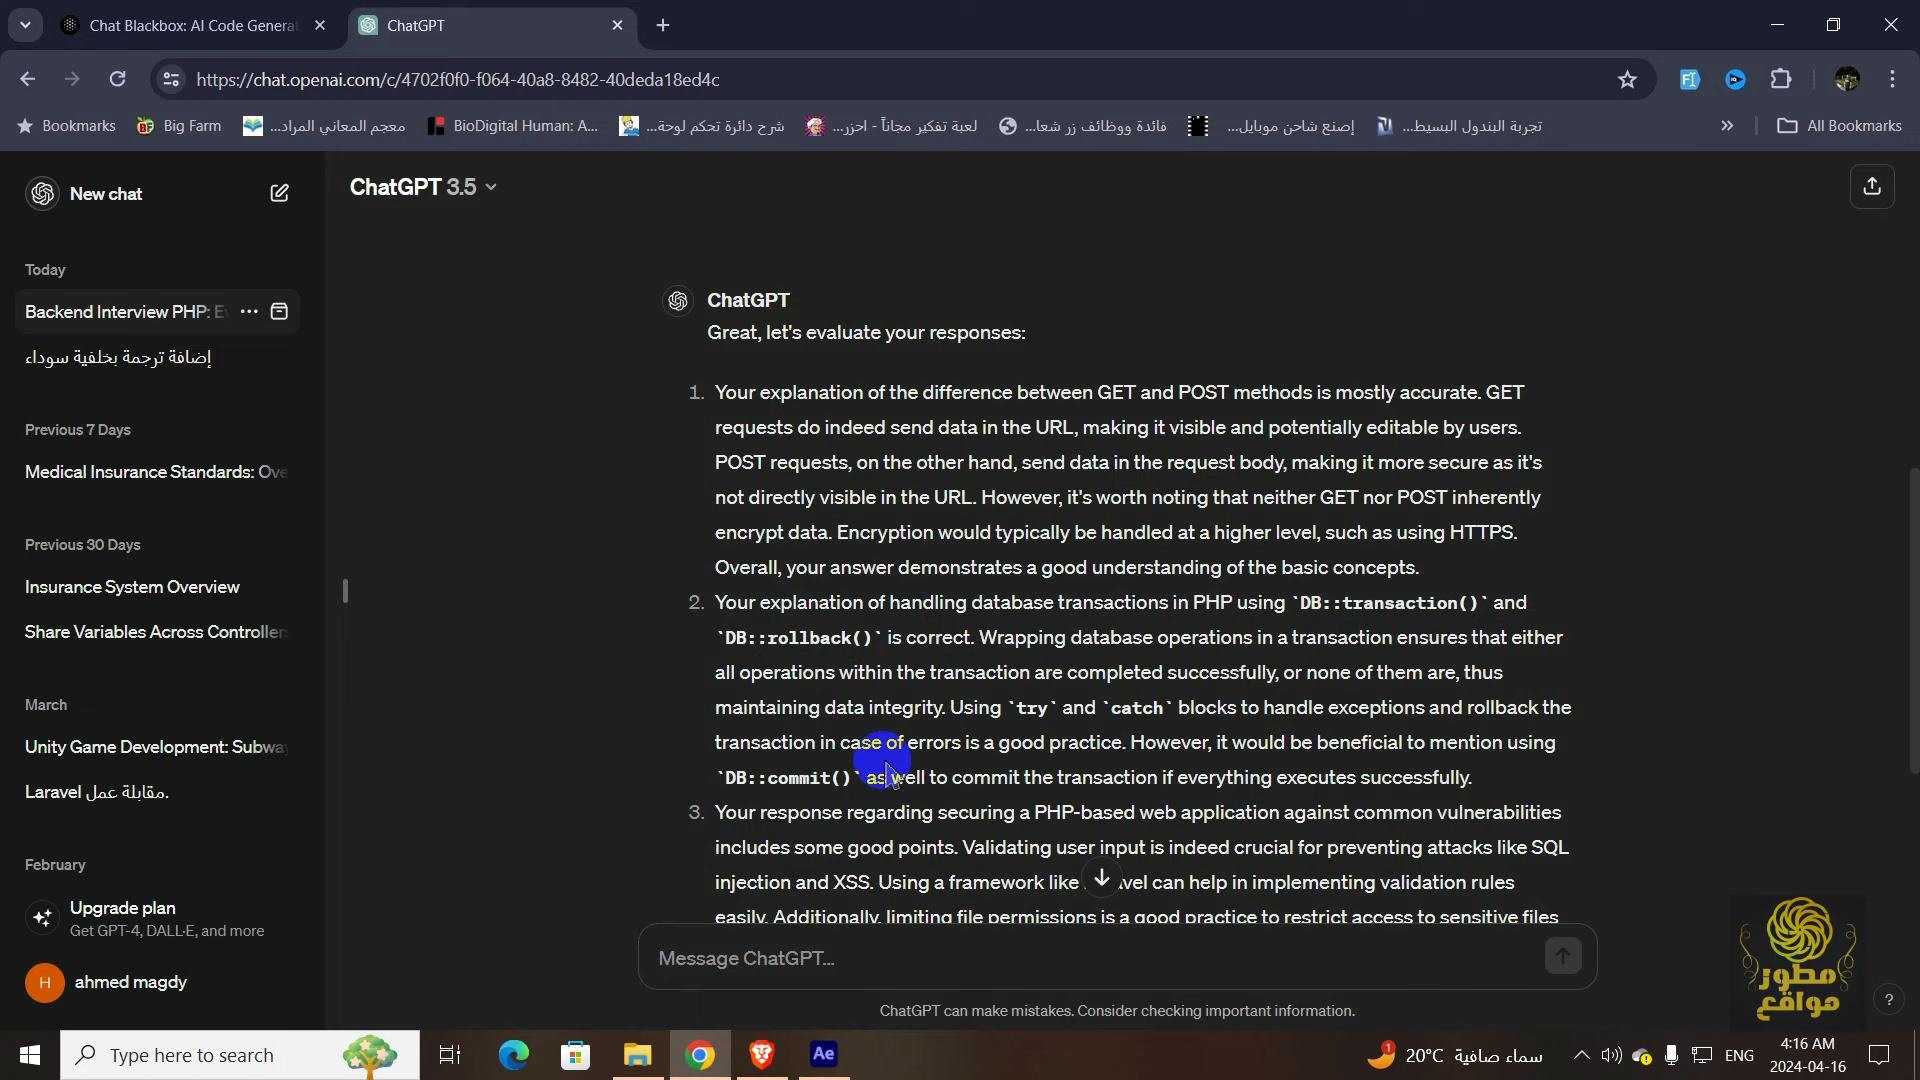 Chat Blackbox: AI Code Genera
ChatGPT
https://chat.openai.com/c/4702f0f0-f064-40a8-8482-40deda18ed4c
Bookmarks
Big Farm
معجم المعاني المراد...
BioDigital Human: A...
شرح دائرة تحكم لوحة...
لعبة تفكير مجاناً - احزر...
فائدة ووظائف زر شعا...
إصنع شاحن موبايل...
تجربة البندول البسيط...
All Bookmarks
New chat
ChatGPT 3.5
Today
Backend Interview PHP: E
إضافة ترجمة بخلفية سوداء
Previous 7 Days
Medical Insurance Standards: Ove
Previous 30 Days
Insurance System Overview
Share Variables Across Controller
March
Unity Game Development: Subwa
مقابلة عمل Laravel.
February
Upgrade plan
Get GPT-4, DALL·E, and more
H
ahmed magdy
ChatGPT
Great, let's evaluate your responses:
1. Your explanation of the difference between GET and POST methods is mostly accurate. GET
requests do indeed send data in the URL, making it visible and potentially editable by users.
POST requests, on the other hand, send data in the request body, making it more secure as it's
not directly visible in the URL. However, it's worth noting that neither GET nor POST inherently
encrypt data. Encryption would typically be handled at a higher level, such as using HTTPS.
Overall, your answer demonstrates a good understanding of the basic concepts.
2. Your explanation of handling database transactions in PHP using `DB::transaction()` and
`DB::rollback()` is correct. Wrapping database operations in a transaction ensures that either
all operations within the transaction are completed successfully, or none of them are, thus
maintaining data integrity. Using `try` and `catch` blocks to handle exceptions and rollback the
transaction in case of errors is a good practice. However, it would be beneficial to mention using
`DB::commit()` as well to commit the transaction if everything executes successfully.
3. Your response regarding securing a PHP-based web application against common vulnerabilities
includes some good points. Validating user input is indeed crucial for preventing attacks like SQL
injection and XSS. Using a framework like vel can help in implementing validation rules
easily. Additionally, limiting file permissions is a good practice to restrict access to sensitive files
Message ChatGPT...
ChatGPT can make mistakes. Consider checking important information.
?
مطور
مواقع
Type here to search
Ae
1
20°C سماء صافية
ENG
4:16 AM
2024-04-16